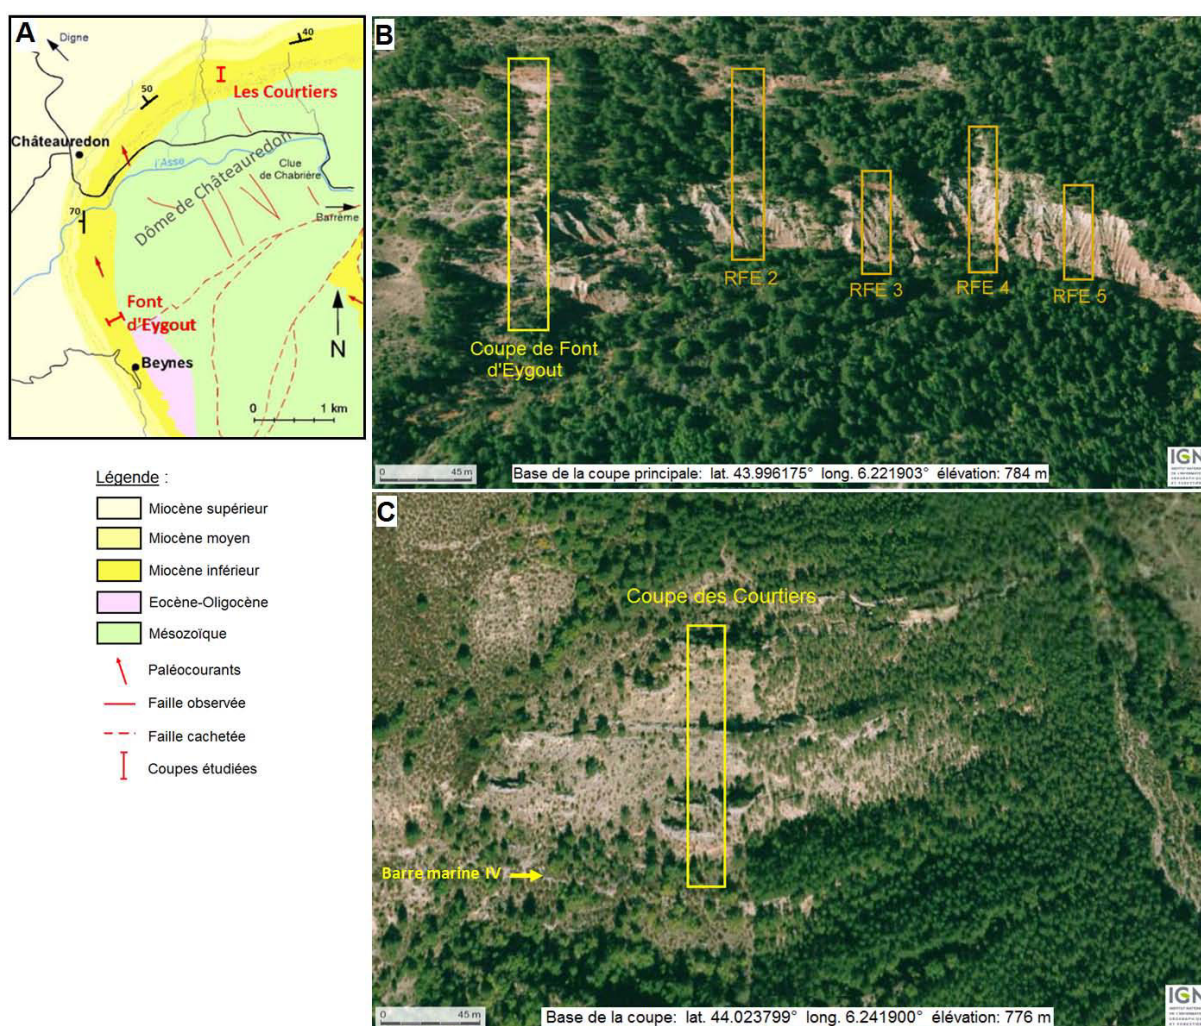 A
Digne
40
50
Les Courtiers
Châteauredon
l'Asse
Clue
de Chabrière
Dôme de Châteauredon
70
Barrême
Font
d'Eygout
N
Beynes
0 1 km
Légende :
Miocène supérieur
Miocène moyen
Miocène inférieur
Eocène-Oligocène
Mésozoïque
Paléocourants
Faille observée
Faille cachetée
Coupes étudiées
B
RFE 2
RFE 3
RFE 4
RFE 5
Coupe de Font
d'Eygout
0 45 m
Base de la coupe principale: lat. 43.996175° long. 6.221903° élévation: 784 m
IGN
C
Coupe des Courtiers
Barre marine IV
0 45 m
Base de la coupe: lat. 44.023799° long. 6.241900° élévation: 776 m
IGN